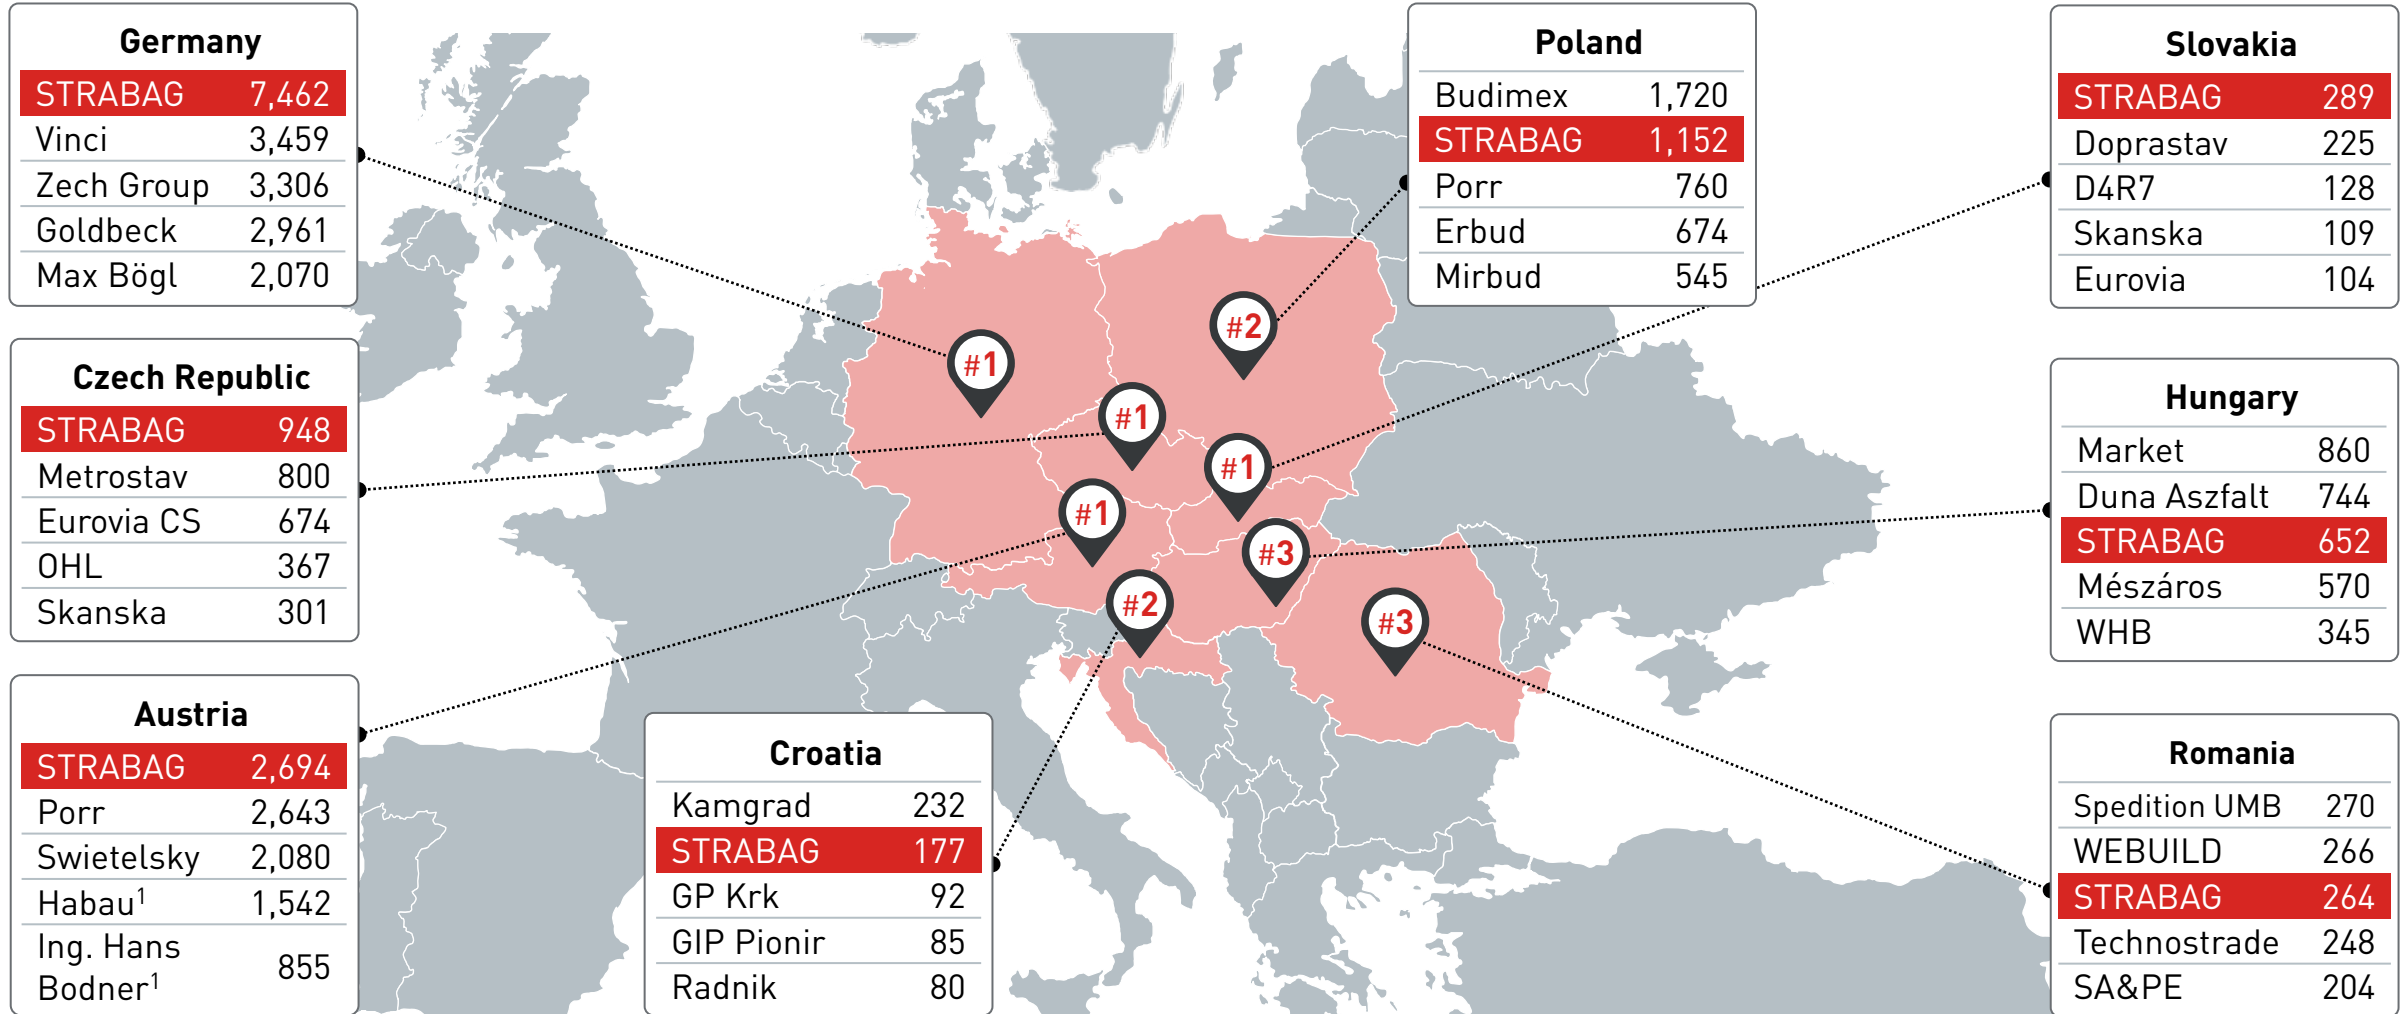 Germany
STRABAG 7,462
Vinci 3,459
Zech Group 3,306
Goldbeck 2,961
Max Bögl 2,070
Czech Republic
STRABAG 948
Metrostav 800
Eurovia CS 674
OHL 367
Skanska 301
Austria
STRABAG 2,694
Porr 2,643
Swietelsky 2,080
Habau¹ 1,542
Ing. Hans
Bodner¹ 855
Croatia
Kamgrad 232
STRABAG 177
GP Krk 92
GIP Pionir 85
Radnik 80
Poland
Budimex 1,720
STRABAG 1,152
Porr 760
Erbud 674
Mirbud 545
Slovakia
STRABAG 289
Doprastav 225
D4R7 128
Skanska 109
Eurovia 104
Hungary
Market 860
Duna Aszfalt 744
STRABAG 652
Mészáros 570
WHB 345
Romania
Spedition UMB 270
WEBUILD 266
STRABAG 264
Technostrade 248
SA&PE 204
#1
#2
#1
#1
#1
#3
#2
#3